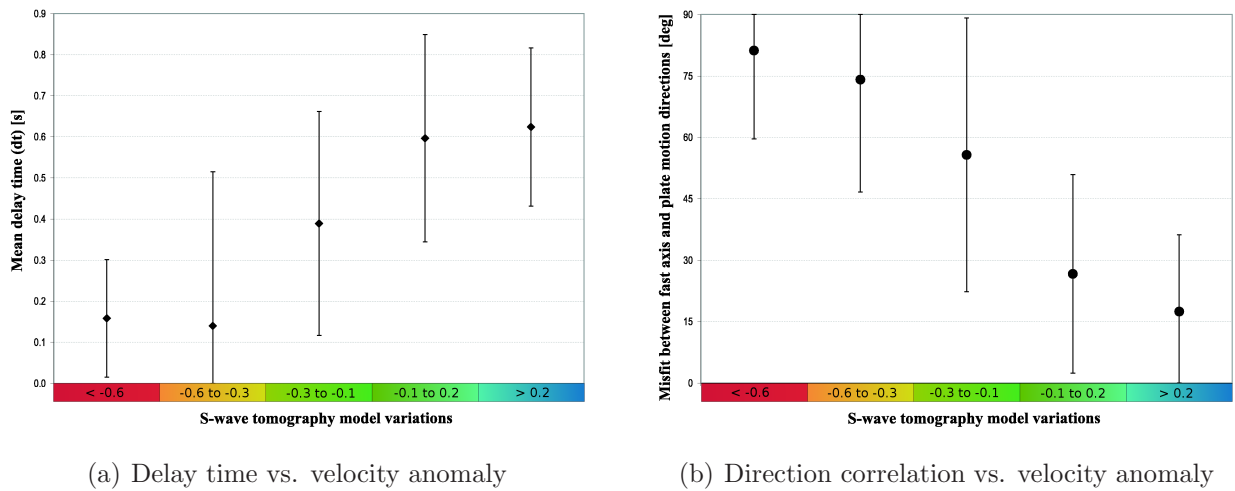 Mean delay time (dt) [s]
0.9
0.8
0.7
0.6
0.5
0.4
0.3
0.2
0.1
0.0
< -0.6 -0.6 to -0.3 -0.3 to -0.1 -0.1 to 0.2 > 0.2
S-wave tomography model variations
(a) Delay time vs. velocity anomaly
Misfit between fast axis and plate motion directions [deg]
90
75
60
45
30
15
0
< -0.6 -0.6 to -0.3 -0.3 to -0.1 -0.1 to 0.2 > 0.2
S-wave tomography model variations
(b) Direction correlation vs. velocity anomaly